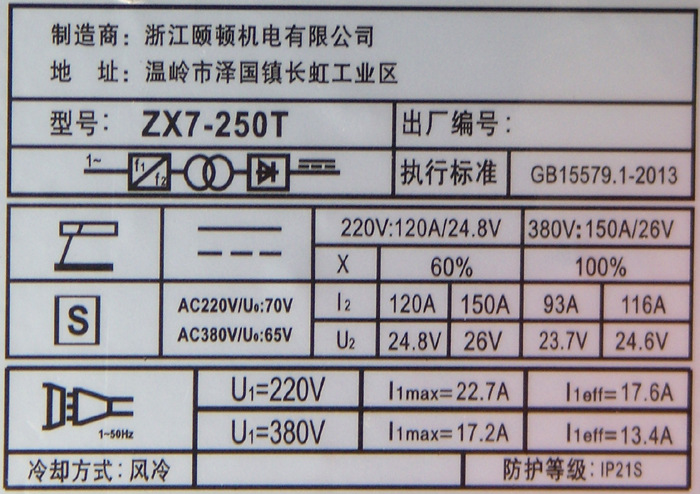 制造商：浙江颐顿机电有限公司
地 址：温岭市泽国镇长虹工业区
型号： ZX7-250T 出厂编号：
1~ f1 f2 执行标准 GB15579.1-2013
220V:120A/24.8V 380V:150A/26V
X 60% 100%
S AC220V/U0:70V I2 120A 150A 93A 116A
AC380V/U0:65V U2 24.8V 26V 23.7V 24.6V
1~50Hz U1=220V I1max=22.7A I1eff=17.6A
U1=380V I1max=17.2A I1eff=13.4A
冷却方式：风冷 防护等级：IP21S